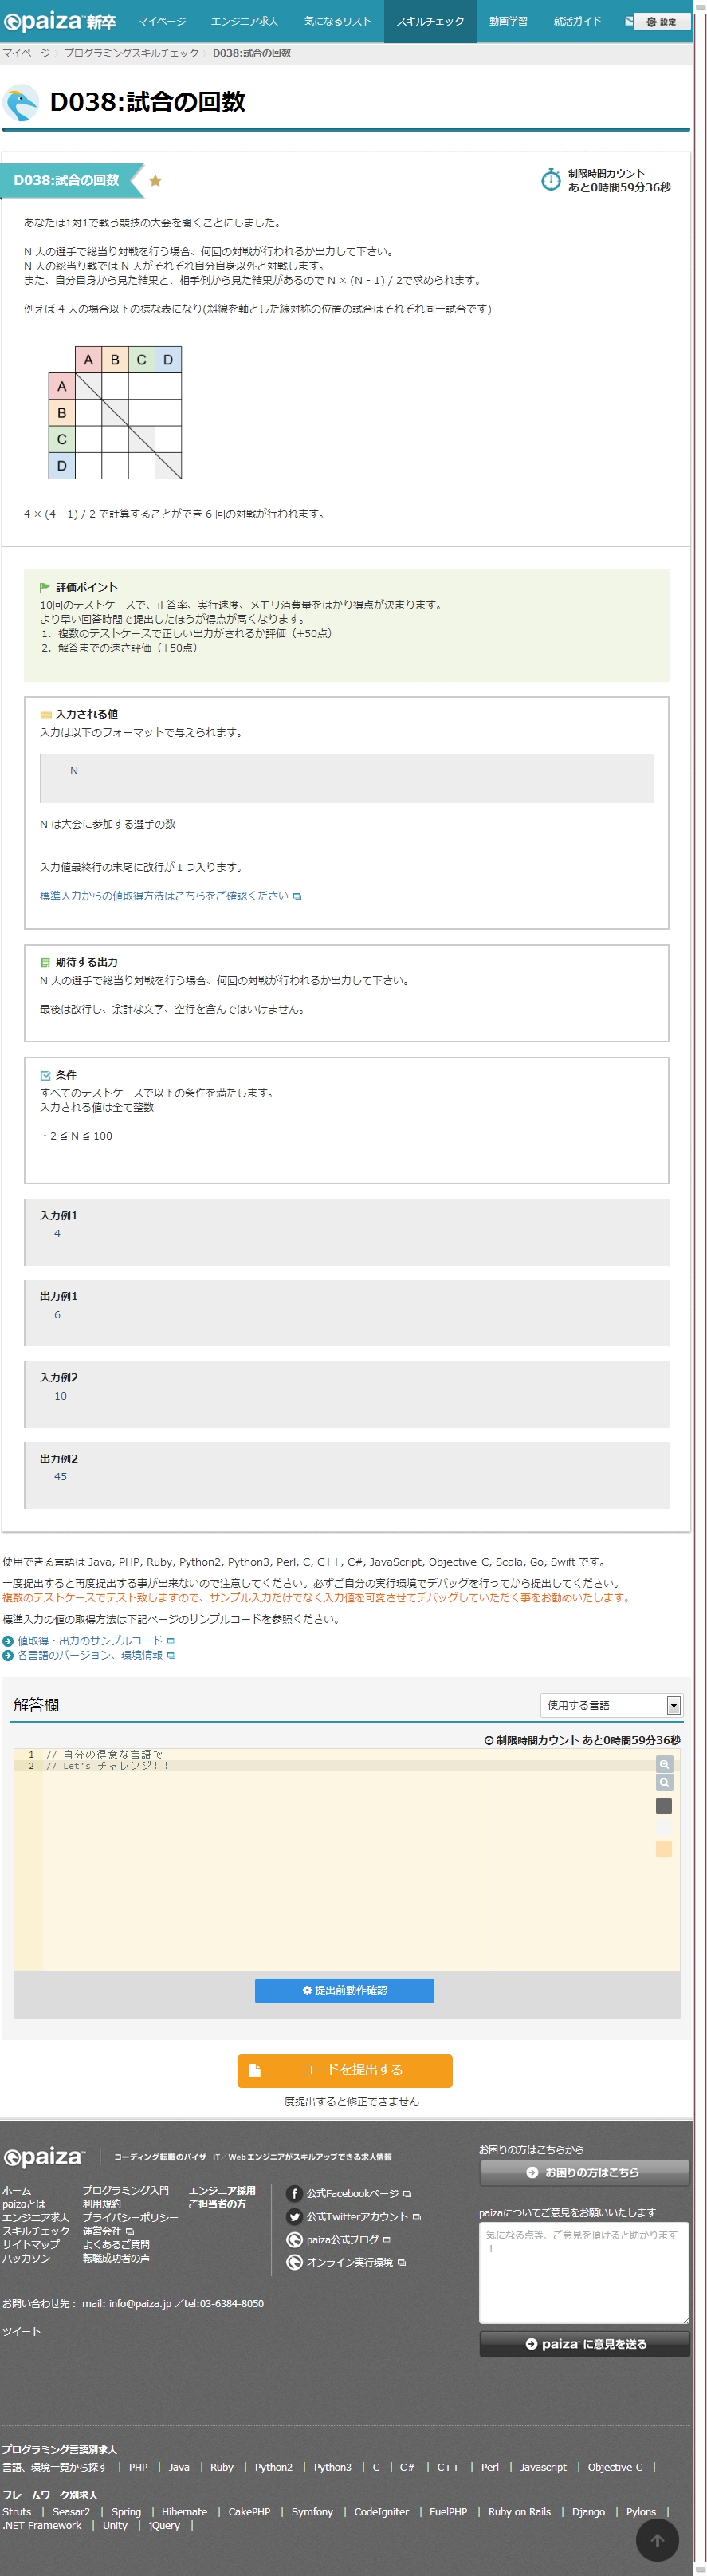 paiza新卒 マイページ エンジニア求人 気になるリスト スキルチェック 動画学習 就活ガイド 設定
マイページ プログラミングスキルチェック D038:試合の回数
D038:試合の回数
D038:試合の回数
制限時間カウント
あと0時間59分36秒
あなたは1対1で戦う競技の大会を開くことにしました。
N 人の選手で総当り対戦を行う場合、何回の対戦が行われるか出力して下さい。
N 人の総当り戦では N 人がそれぞれ自分自身以外と対戦します。
また、自分自身から見た結果と、相手側から見た結果があるので N × (N - 1) / 2で求められます。
例えば 4 人の場合以下の様な表になり(斜線を軸とした線対称の位置の試合はそれぞれ同一試合です)
A B C D
A
B
C
D
4 × (4 - 1) / 2 で計算することができ 6 回の対戦が行われます。
評価ポイント
10回のテストケースで、正答率、実行速度、メモリ消費量をはかり得点が決まります。
より早い回答時間で提出したほうが得点が高くなります。
1. 複数のテストケースで正しい出力がされるか評価（+50点）
2. 解答までの速さ評価（+50点）
入力される値
入力は以下のフォーマットで与えられます。
N
N は大会に参加する選手の数
入力値最終行の末尾に改行が１つ入ります。
標準入力からの値取得方法はこちらをご確認ください
期待する出力
N 人の選手で総当り対戦を行う場合、何回の対戦が行われるか出力して下さい。
最後は改行し、余計な文字、空行を含んではいけません。
条件
すべてのテストケースで以下の条件を満たします。
入力される値は全て整数
・2 ≦ N ≦ 100
入力例1
4
出力例1
6
入力例2
10
出力例2
45
使用できる言語は Java, PHP, Ruby, Python2, Python3, Perl, C, C++, C#, JavaScript, Objective-C, Scala, Go, Swift です。
一度提出すると再度提出する事が出来ないので注意してください。必ずご自分の実行環境でデバッグを行ってから提出してください。
複数のテストケースでテスト致しますので、サンプル入力だけでなく入力値を可変させてデバッグしていただく事をお勧めいたします。
標準入力の値の取得方法は下記ページのサンプルコードを参照ください。
値取得・出力のサンプルコード
各言語のバージョン、環境情報
解答欄 使用する言語
制限時間カウント あと0時間59分36秒
1 // 自分の得意な言語で
2 // Let's チャレンジ！！
提出前動作確認
コードを提出する
一度提出すると修正できません
paiza コーディング転職のパイザ IT／Webエンジニアがスキルアップできる求人情報
お困りの方はこちらから
お困りの方はこちら
ホーム プログラミング入門 エンジニア採用
paizaとは 利用規約 ご担当者の方
エンジニア求人 プライバシーポリシー
スキルチェック 運営会社
サイトマップ よくあるご質問
ハッカソン 転職成功者の声
公式Facebookページ
公式Twitterアカウント
paiza公式ブログ
オンライン実行環境
paizaについてご意見をお願いいたします
気になる点等、ご意見を頂けると助かります
！
paiza に意見を送る
お問い合わせ先： mail: info@paiza.jp ／tel:03-6384-8050
ツイート
プログラミング言語別求人
言語、環境一覧から探す | PHP | Java | Ruby | Python2 | Python3 | C | C# | C++ | Perl | Javascript | Objective-C |
フレームワーク別求人
Struts | Seasar2 | Spring | Hibernate | CakePHP | Symfony | CodeIgniter | FuelPHP | Ruby on Rails | Django | Pylons |
.NET Framework | Unity | jQuery |